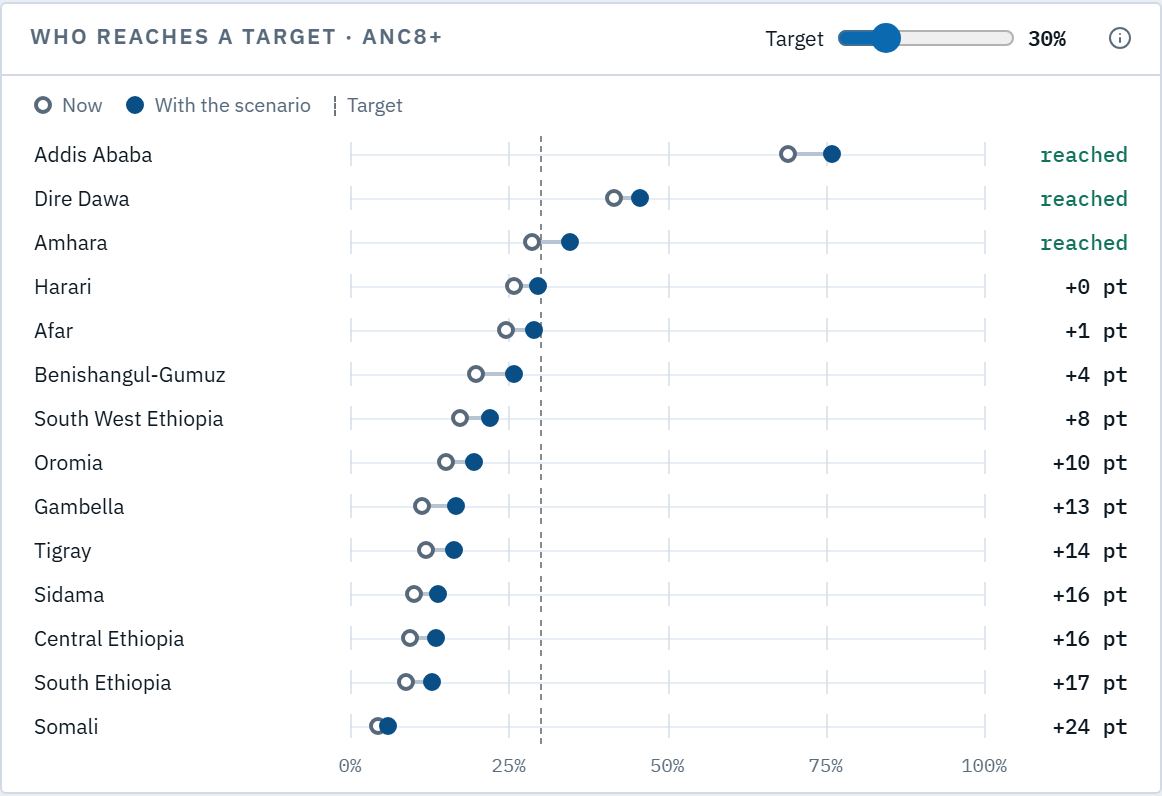 WHO REACHES A TARGET · ANC8+ Target 30%
Now With the scenario Target
Addis Ababa reached
Dire Dawa reached
Amhara reached
Harari +0 pt
Afar +1 pt
Benishangul-Gumuz +4 pt
South West Ethiopia +8 pt
Oromia +10 pt
Gambella +13 pt
Tigray +14 pt
Sidama +16 pt
Central Ethiopia +16 pt
South Ethiopia +17 pt
Somali +24 pt
0% 25% 50% 75% 100%